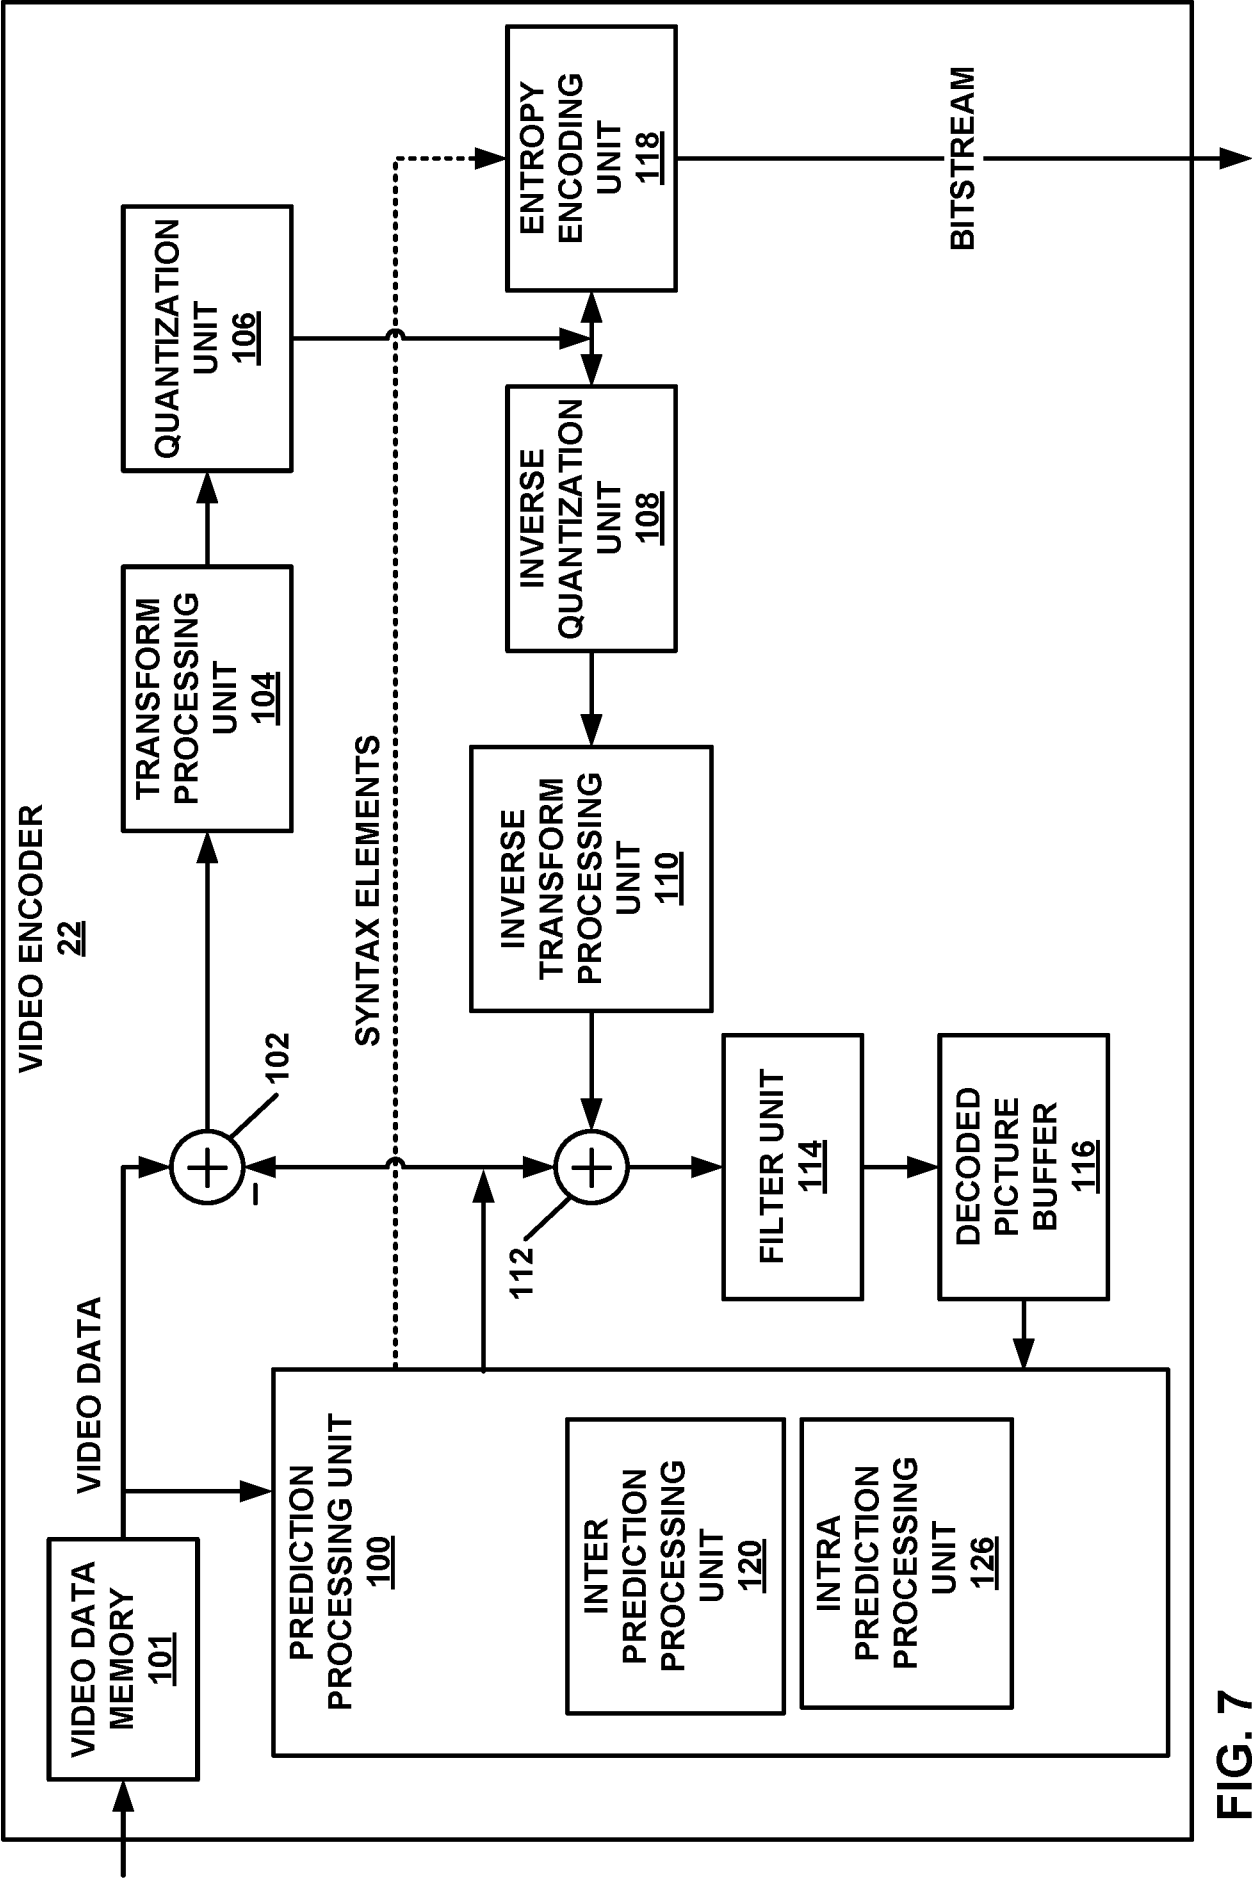 VIDEO ENCODER
22
VIDEO DATA
MEMORY
101
VIDEO DATA
102
–
TRANSFORM
PROCESSING
UNIT
104
QUANTIZATION
UNIT
106
PREDICTION
PROCESSING UNIT
100
SYNTAX ELEMENTS
112
INVERSE
TRANSFORM
PROCESSING
UNIT
110
INVERSE
QUANTIZATION
UNIT
108
ENTROPY
ENCODING
UNIT
118
INTER
PREDICTION
PROCESSING
UNIT
120
INTRA
PREDICTION
PROCESSING
UNIT
126
FILTER UNIT
114
DECODED
PICTURE
BUFFER
116
BITSTREAM
FIG. 7